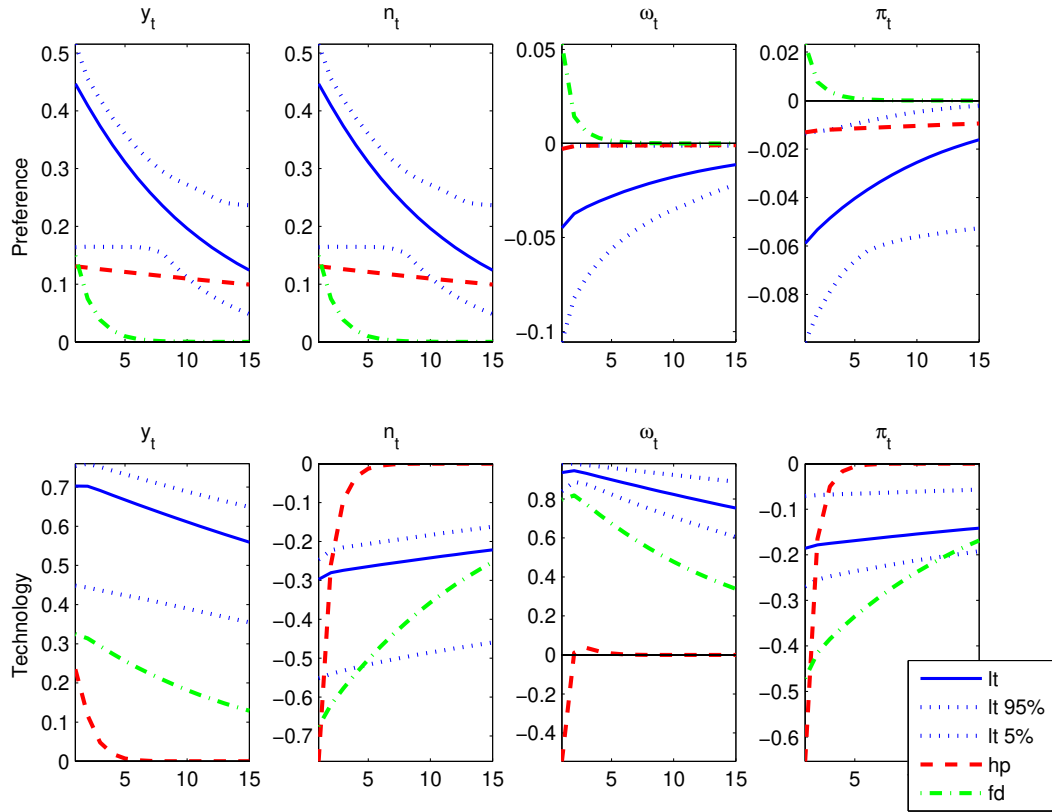 y_t n_t ω_t π_t
Preference
0.5 0.4 0.3 0.2 0.1 0
5 10 15
0.5 0.4 0.3 0.2 0.1 0
5 10 15
0.05 0 −0.05 −0.1
5 10 15
0.02 0 −0.02 −0.04 −0.06 −0.08
5 10 15
y_t n_t ω_t π_t
Technology
0.7 0.6 0.5 0.4 0.3 0.2 0.1 0
5 10 15
0 −0.1 −0.2 −0.3 −0.4 −0.5 −0.6 −0.7
5 10 15
0.8 0.6 0.4 0.2 0 −0.2 −0.4
5 10 15
0 −0.1 −0.2 −0.3 −0.4 −0.5 −0.6
5
lt
lt 95%
lt 5%
hp
fd